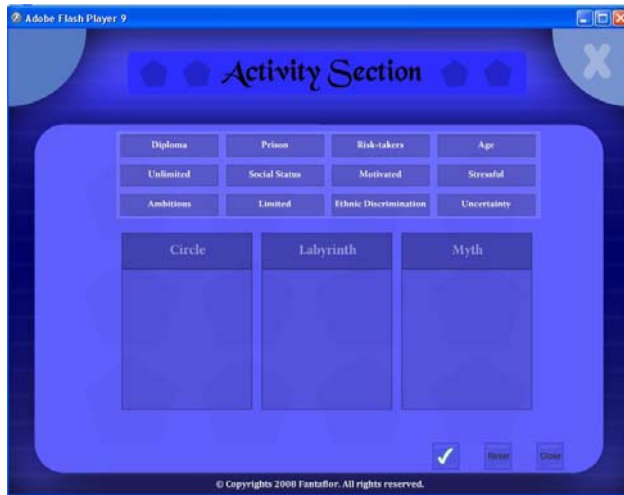 Adobe Flash Player 9
Activity Section
Diploma Prison Risk-takers Age
Unlimited Social Status Motivated Stressful
Ambitions Limited Ethnic Discrimination Uncertainty
Circle Labyrinth Myth
Reset Close
© Copyrights 2008 Fantaflor. All rights reserved.